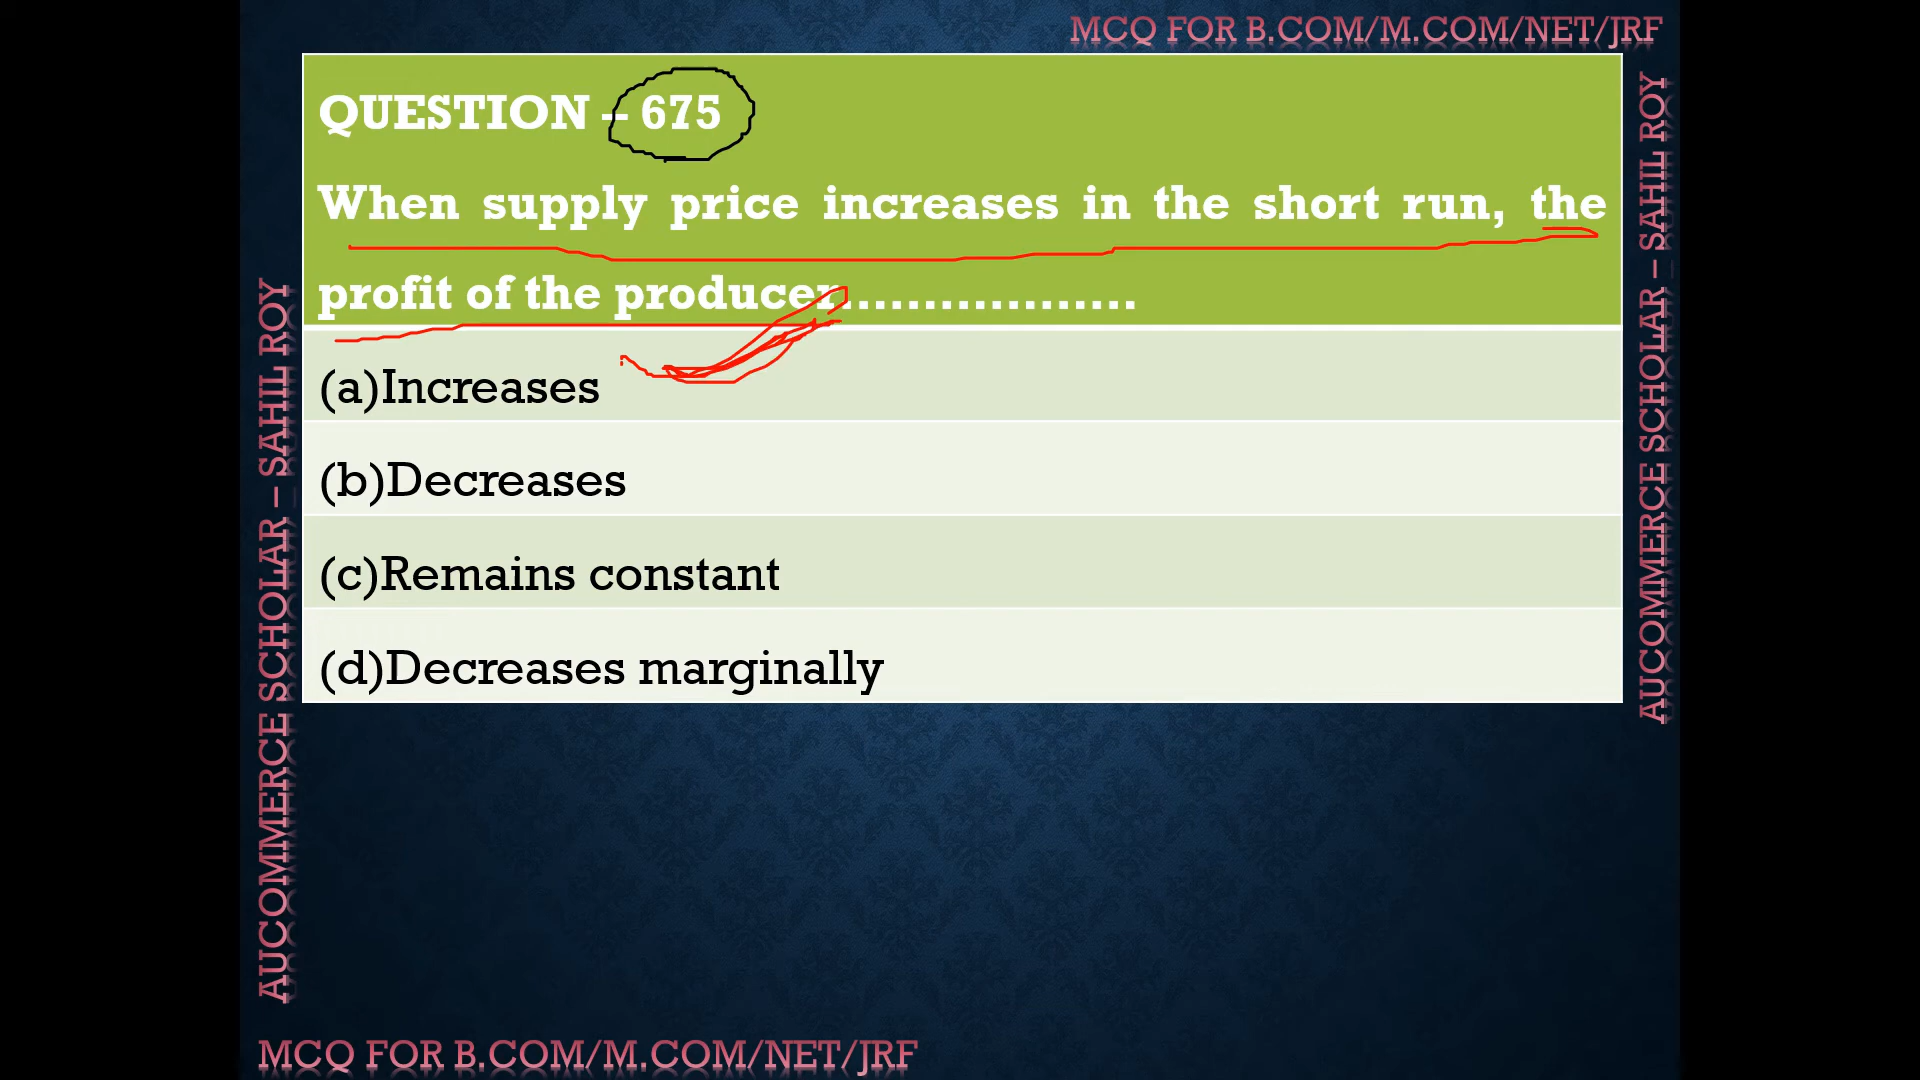 MCQ FOR B.COM/M.COM/NET/JRF
QUESTION – 675
When supply price increases in the short run, the
profit of the producer.................
(a)Increases
(b)Decreases
(c)Remains constant
(d)Decreases marginally
AUCOMMERCE SCHOLAR – SAHIL ROY
AUCOMMERCE SCHOLAR – SAHIL ROY
MCQ FOR B.COM/M.COM/NET/JRF